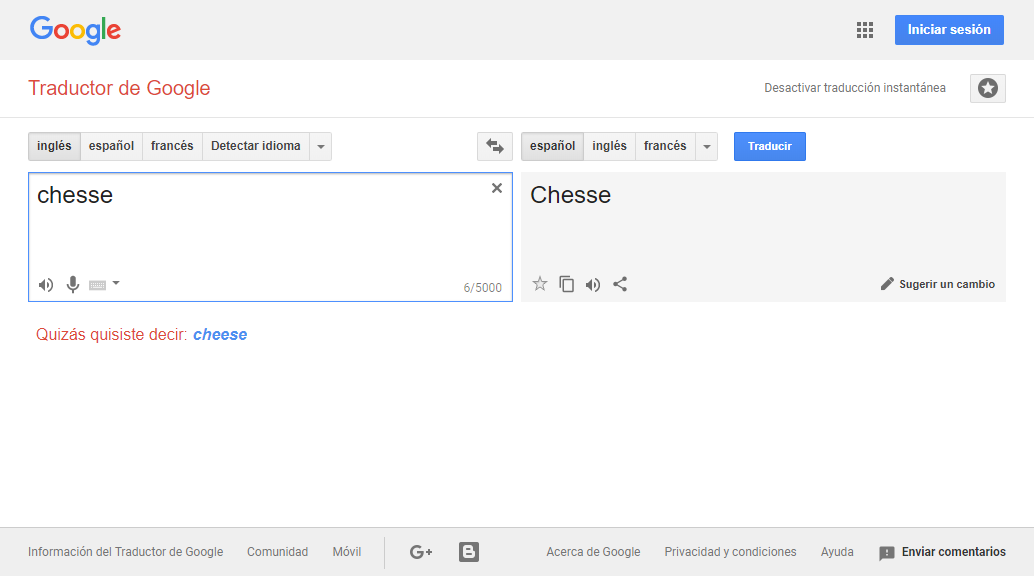 Google
Iniciar sesión
Traductor de Google
Desactivar traducción instantánea
inglés español francés Detectar idioma
español inglés francés Traducir
chesse
6/5000
Chesse
Sugerir un cambio
Quizás quisiste decir: cheese
Información del Traductor de Google Comunidad Móvil G+ B Acerca de Google Privacidad y condiciones Ayuda Enviar comentarios